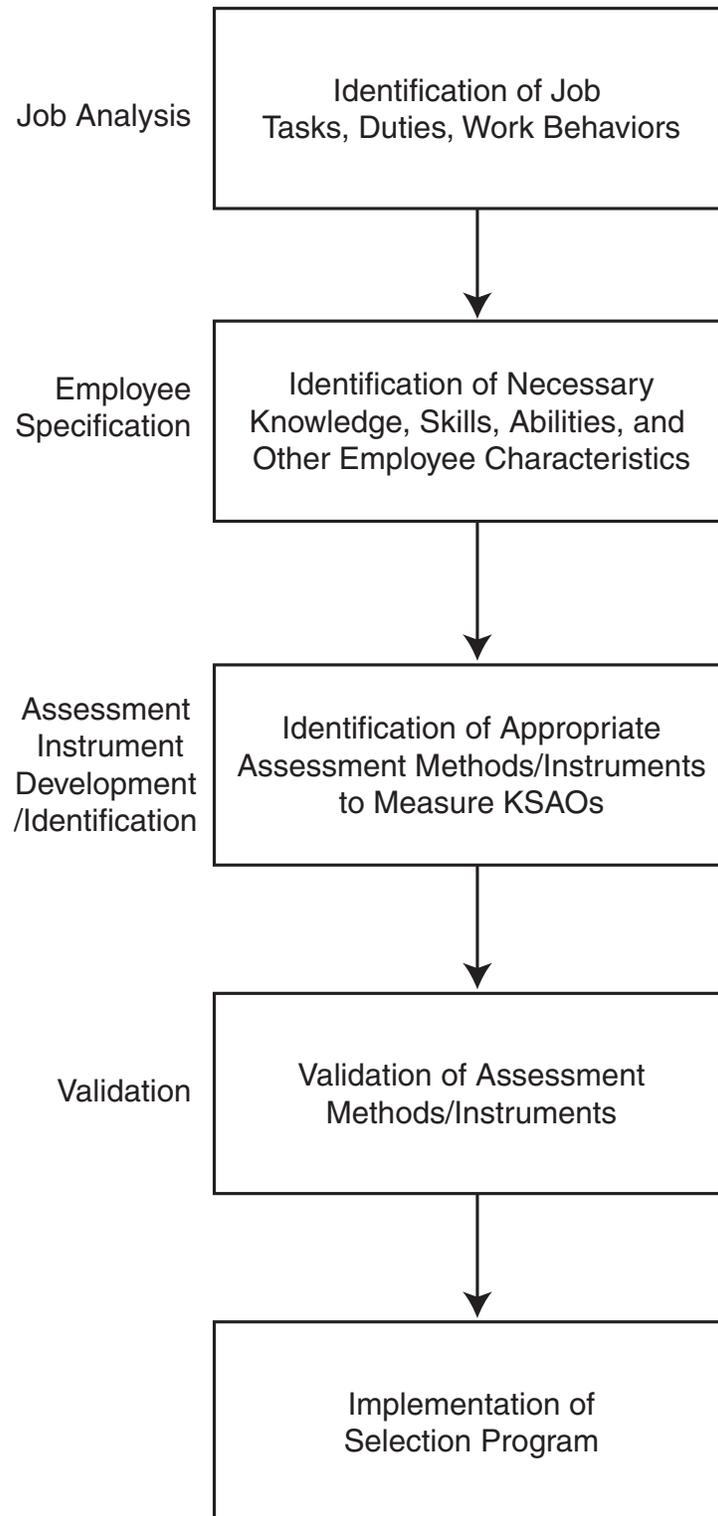 Job Analysis
Identification of Job
Tasks, Duties, Work Behaviors
Employee
Specification
Identification of Necessary
Knowledge, Skills, Abilities, and
Other Employee Characteristics
Assessment
Instrument
Development
/Identification
Identification of Appropriate
Assessment Methods/Instruments
to Measure KSAOs
Validation
Validation of Assessment
Methods/Instruments
Implementation of
Selection Program